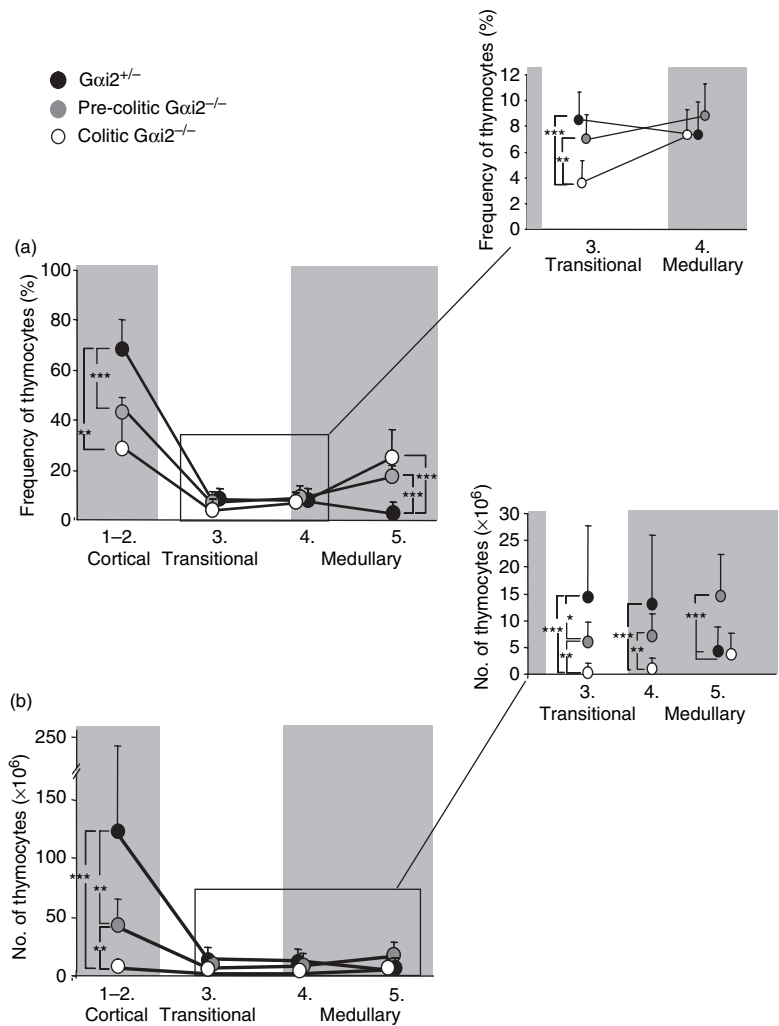 Gαi2+/−
Pre-colitic Gαi2−/−
Colitic Gαi2−/−
Frequency of thymocytes (%)
12
10
8
6
4
2
0
***
**
3.
4.
Transitional
Medullary
(a)
Frequency of thymocytes (%)
100
80
60
40
20
0
***
**
***
***
1–2.
3.
4.
5.
Cortical
Transitional
Medullary
No. of thymocytes (×10⁶)
30
25
20
15
10
5
0
*
***
**
***
**
***
3.
4.
5.
Transitional
Medullary
(b)
No. of thymocytes (×10⁶)
250
150
100
50
0
***
**
**
1–2.
3.
4.
5.
Cortical
Transitional
Medullary